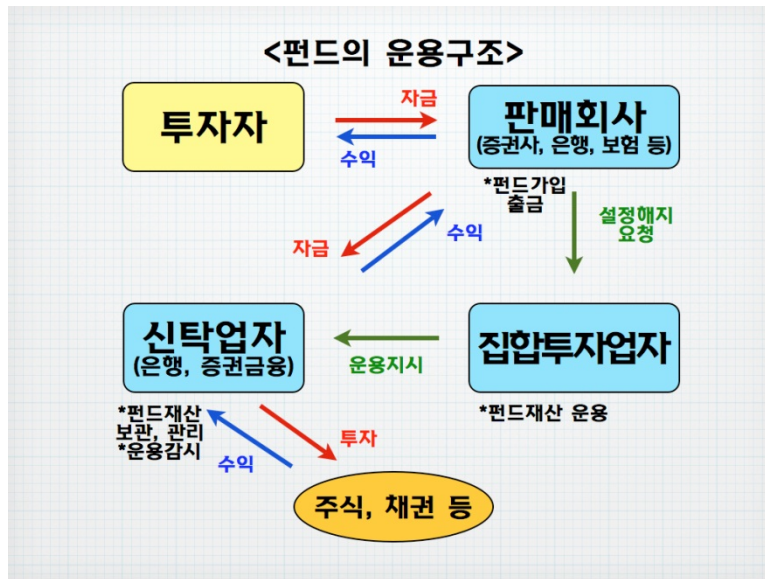 <펀드의 운용구조>
투자자
자금
수익
판매회사
(증권사, 은행, 보험 등)
*펀드가입
출금
설정해지
요청
자금
수익
신탁업자
(은행, 증권금융)
운용지시
집합투자업자
*펀드재산
보관, 관리
*운용감시
*펀드재산 운용
투자
수익
주식, 채권 등